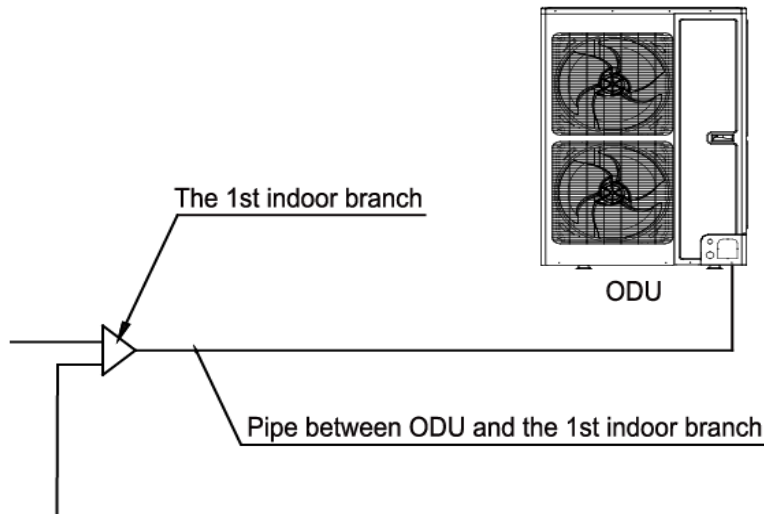 The 1st indoor branch
ODU
Pipe between ODU and the 1st indoor branch